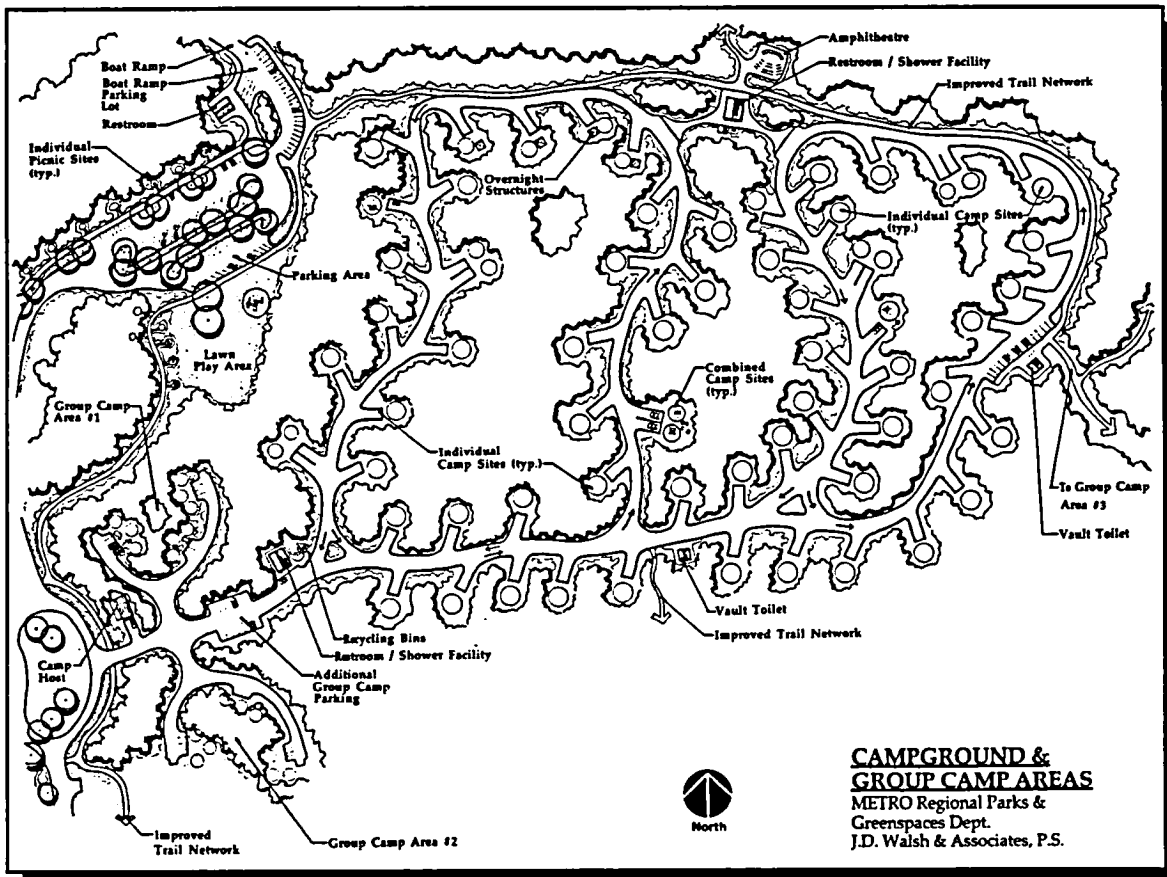 Boat Ramp
Boat Ramp
Parking
Lot
Restroom
Individual
Picnic Sites
(typ.)
Amphitheatre
Restroom / Shower Facility
Improved Trail Network
Overnight
Structures
Individual Camp Sites
(typ.)
Parking Area
Lawn
Play Area
Group Camp
Area #1
Combined
Camp Sites
(typ.)
Individual
Camp Sites (typ.)
To Group Camp
Area #3
Vault Toilet
Vault Toilet
Improved Trail Network
Recycling Bins
Restroom / Shower Facility
Additional
Group Camp
Parking
Camp
Host
Improved
Trail Network
Group Camp Area #2
North
CAMPGROUND &
GROUP CAMP AREAS
METRO Regional Parks &
Greenspaces Dept.
J.D. Walsh & Associates, P.S.